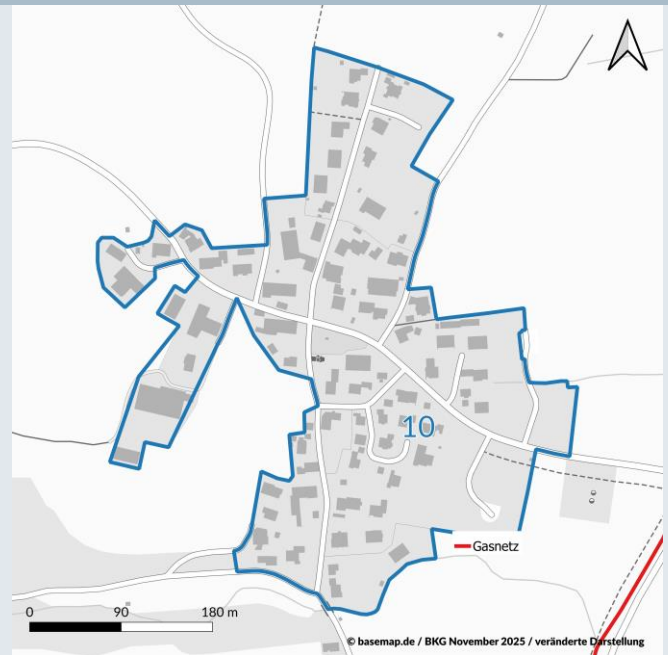 10
Gasnetz
0 90 180 m
© basemap.de / BKG November 2025 / veränderte Darstellung